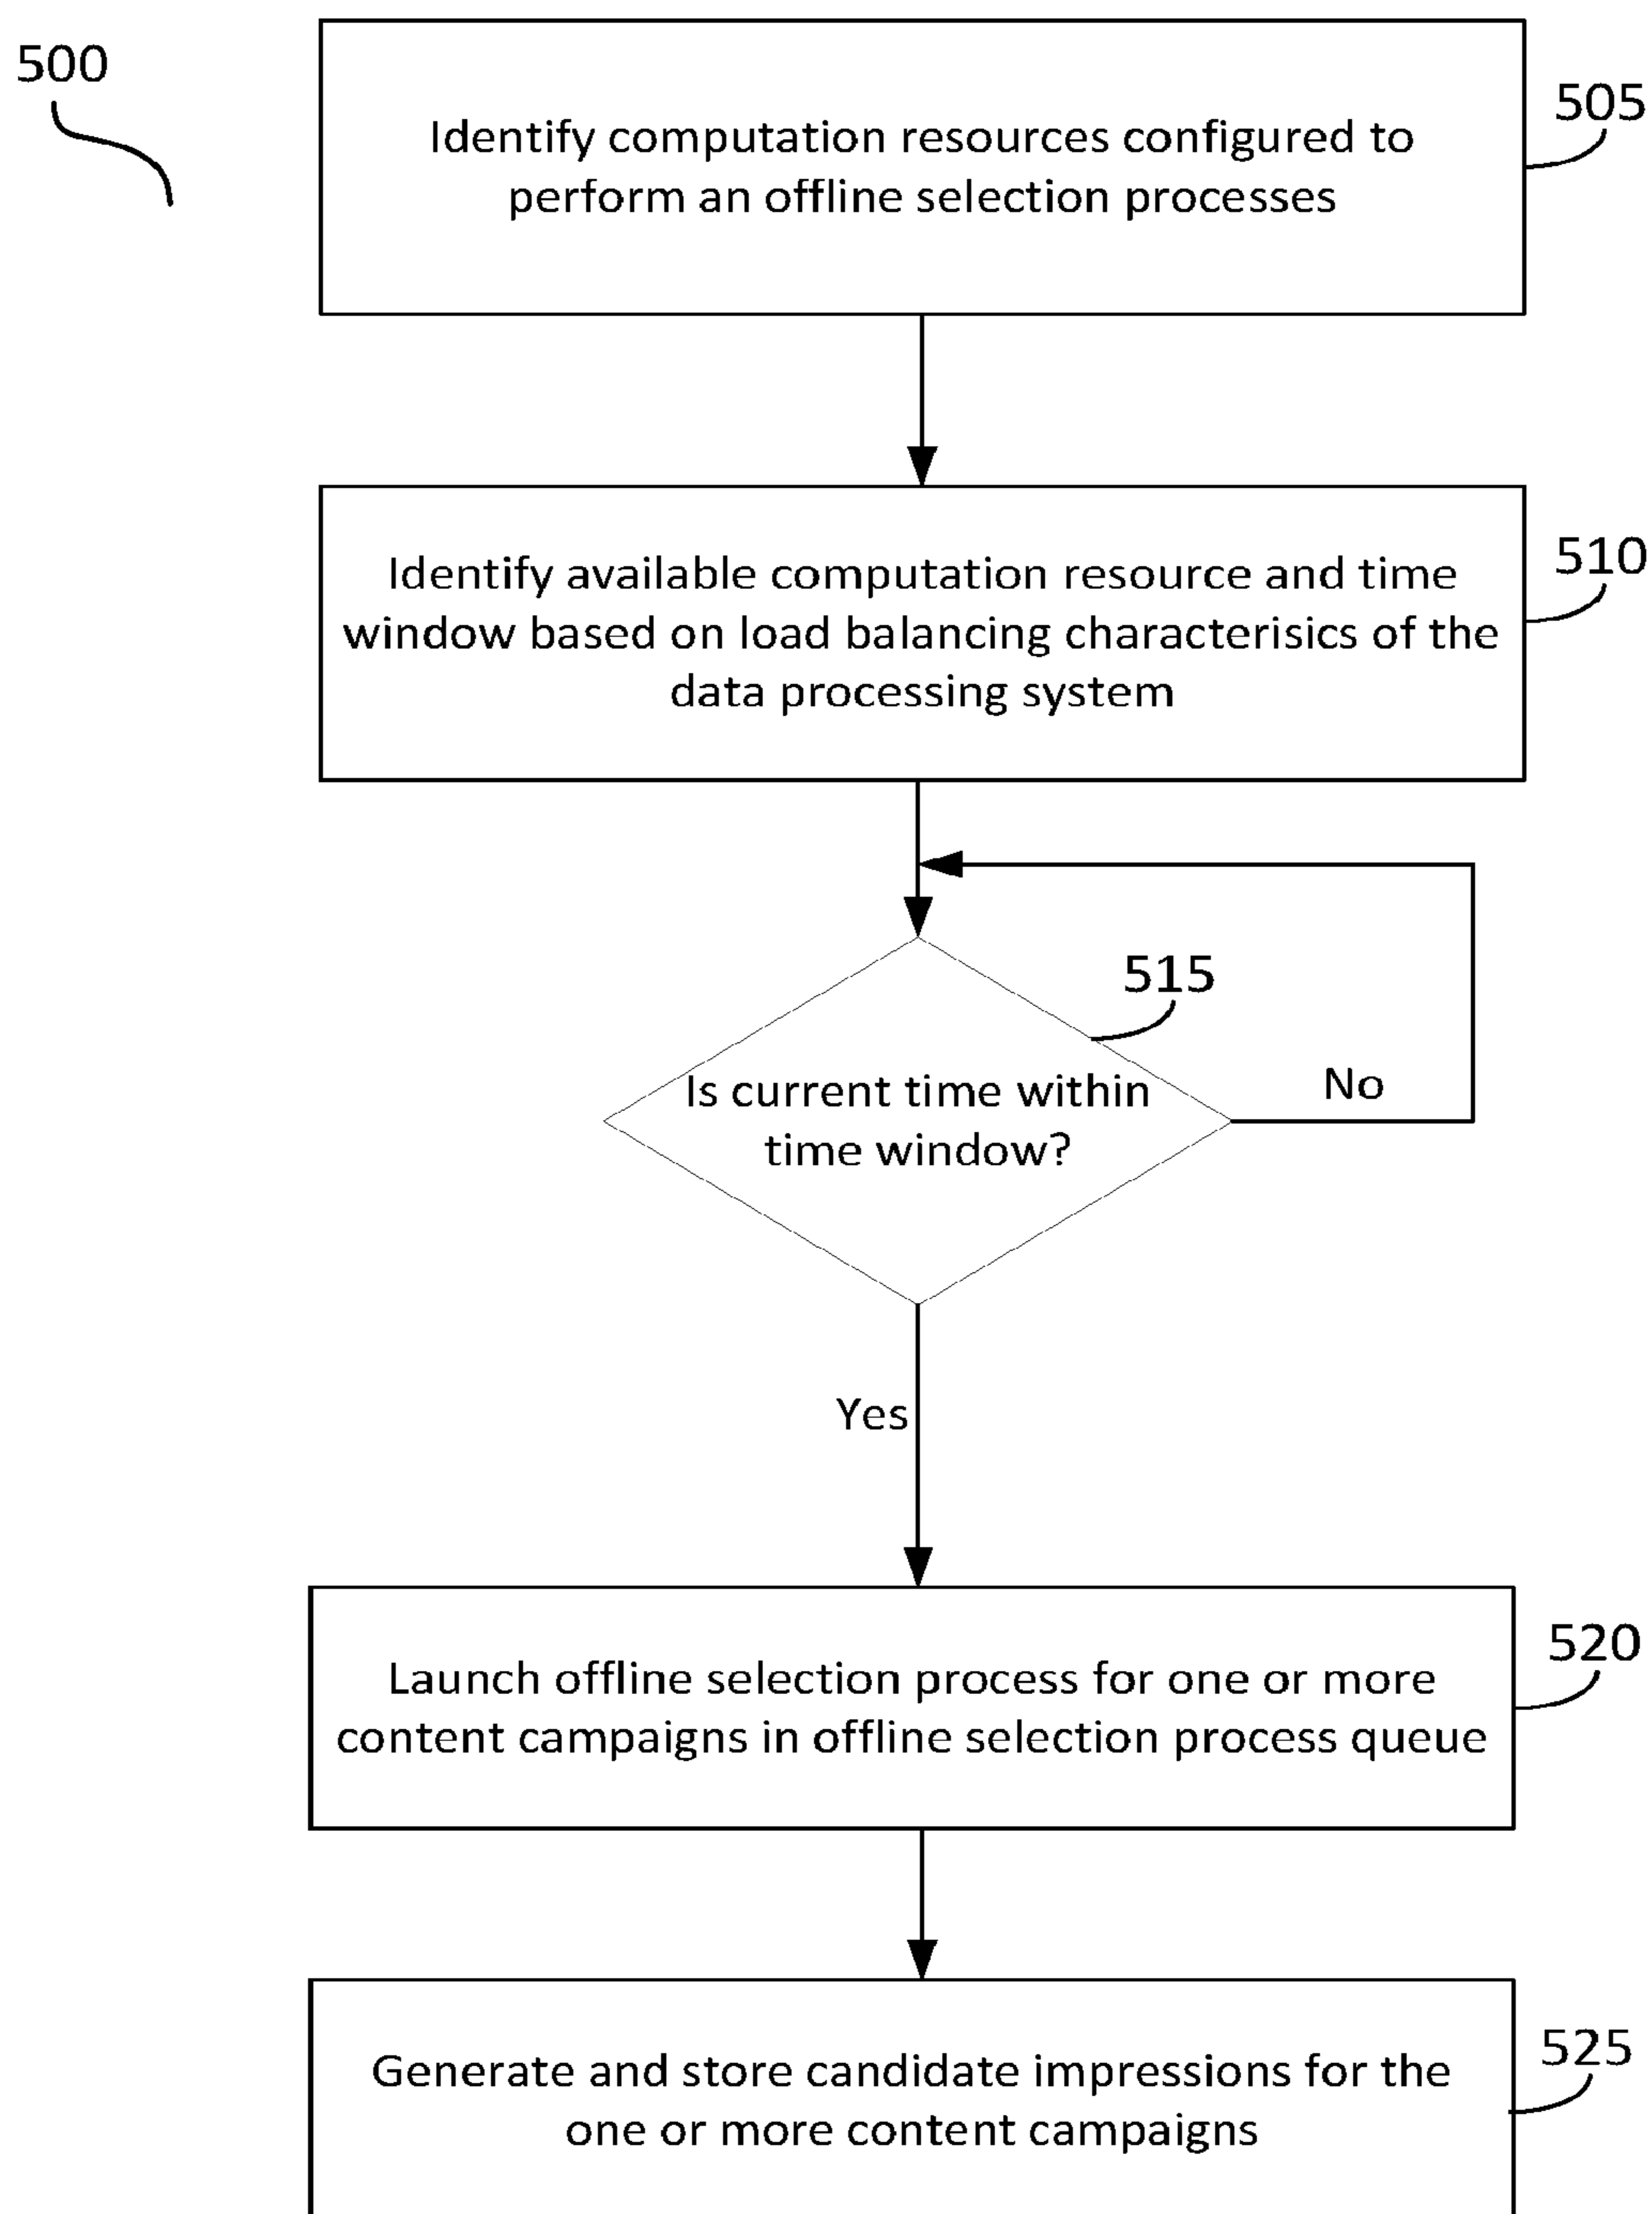 500
505
Identify computation resources configured to
perform an offline selection processes
510
Identify available computation resource and time
window based on load balancing characterisics of the
data processing system
515
Is current time within
time window?
No
Yes
520
Launch offline selection process for one or more
content campaigns in offline selection process queue
525
Generate and store candidate impressions for the
one or more content campaigns